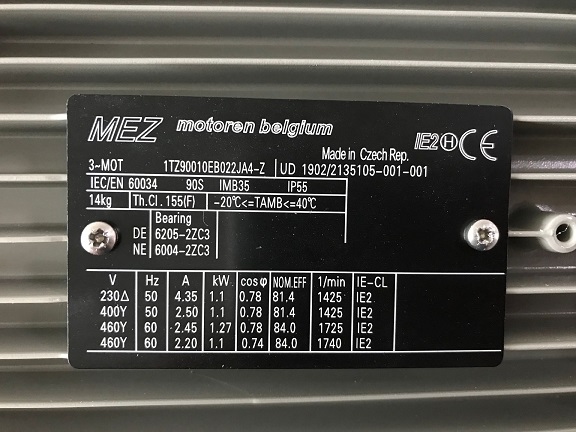 MEZ motoren belgium
IE2 H CE
Made in Czech Rep.
3~MOT 1TZ90010EB022JA4-Z UD 1902/2135105-001-001
IEC/EN 60034 90S IMB35 IP55
14kg Th.Cl.155(F) -20℃<=TAMB<=40℃
Bearing
DE 6205-2ZC3
NE 6004-2ZC3
V Hz A kW cosφ NOM.EFF 1/min IE-CL
230Δ 50 4.35 1.1 0.78 81.4 1425 IE2
400Y 50 2.50 1.1 0.78 81.4 1425 IE2
460Y 60 2.45 1.27 0.78 84.0 1725 IE2
460Y 60 2.20 1.1 0.74 84.0 1740 IE2